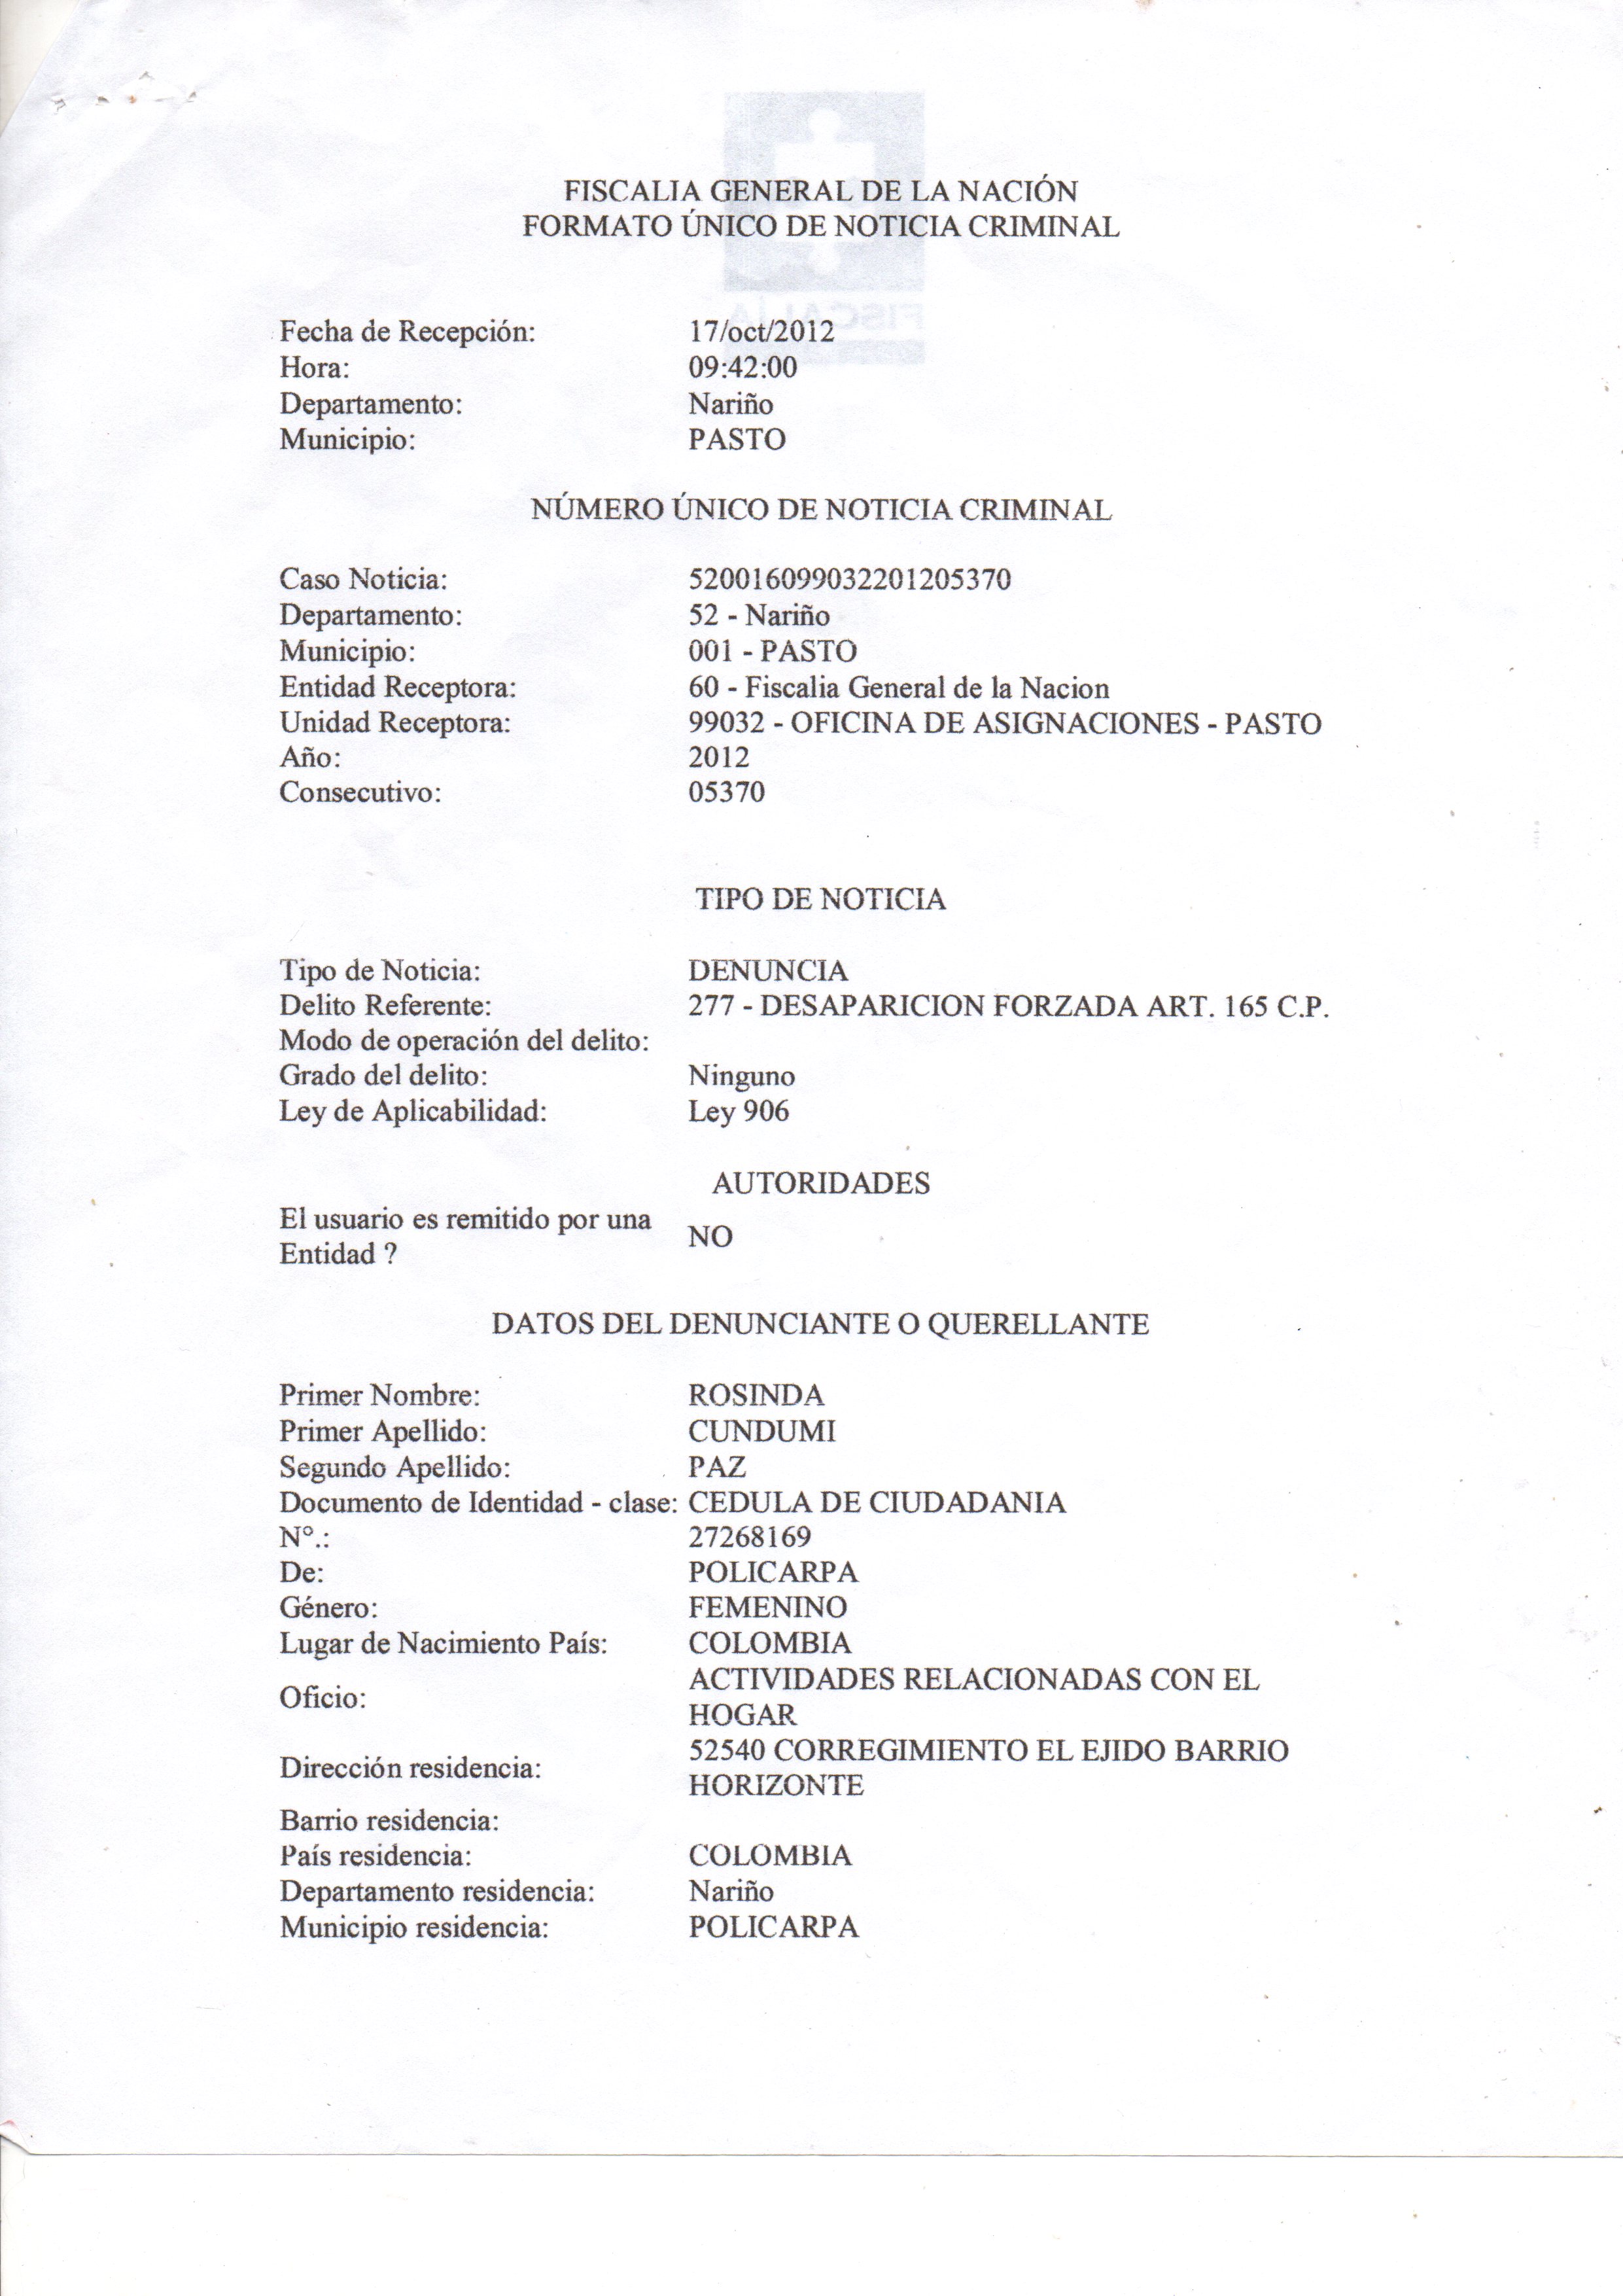 FISCALIA GENERAL DE LA NACIÓN
FORMATO ÚNICO DE NOTICIA CRIMINAL
FISCALÍA
Fecha de Recepción: 17/oct/2012
Hora: 09:42:00
Departamento: Nariño
Municipio: PASTO
NÚMERO ÚNICO DE NOTICIA CRIMINAL
Caso Noticia: 520016099032201205370
Departamento: 52 - Nariño
Municipio: 001 - PASTO
Entidad Receptora: 60 - Fiscalia General de la Nacion
Unidad Receptora: 99032 - OFICINA DE ASIGNACIONES - PASTO
Año: 2012
Consecutivo: 05370
TIPO DE NOTICIA
Tipo de Noticia: DENUNCIA
Delito Referente: 277 - DESAPARICION FORZADA ART. 165 C.P.
Modo de operación del delito:
Grado del delito: Ninguno
Ley de Aplicabilidad: Ley 906
AUTORIDADES
El usuario es remitido por una
Entidad ? NO
DATOS DEL DENUNCIANTE O QUERELLANTE
Primer Nombre: ROSINDA
Primer Apellido: CUNDUMI
Segundo Apellido: PAZ
Documento de Identidad - clase: CEDULA DE CIUDADANIA
N°.: 27268169
De: POLICARPA
Género: FEMENINO
Lugar de Nacimiento País: COLOMBIA
Oficio: ACTIVIDADES RELACIONADAS CON EL
HOGAR
Dirección residencia: 52540 CORREGIMIENTO EL EJIDO BARRIO
HORIZONTE
Barrio residencia:
País residencia: COLOMBIA
Departamento residencia: Nariño
Municipio residencia: POLICARPA